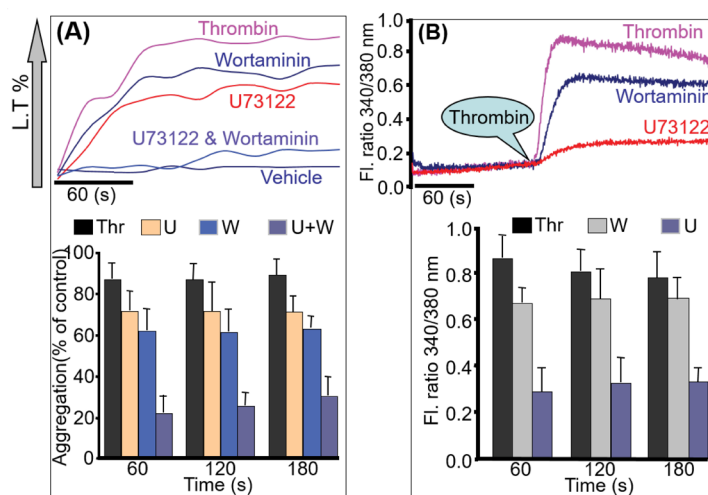 (A)
Thrombin
Wortaminin
U73122
U73122 & Wortaminin
Vehicle
L.T %
60 (s)
Thr U W U+W
Aggregation(% of control)
100
80
60
40
20
0
60 120 180
Time (s)
(B)
Thrombin
Wortaminin
U73122
Thrombin
Fl. ratio 340/380 nm
1.0
0.8
0.6
0.4
0.2
0.0
60 (s)
Thr W U
Fl. ratio 340/380 nm
1.0
0.8
0.6
0.4
0.2
0.0
60 120 180
Time (s)